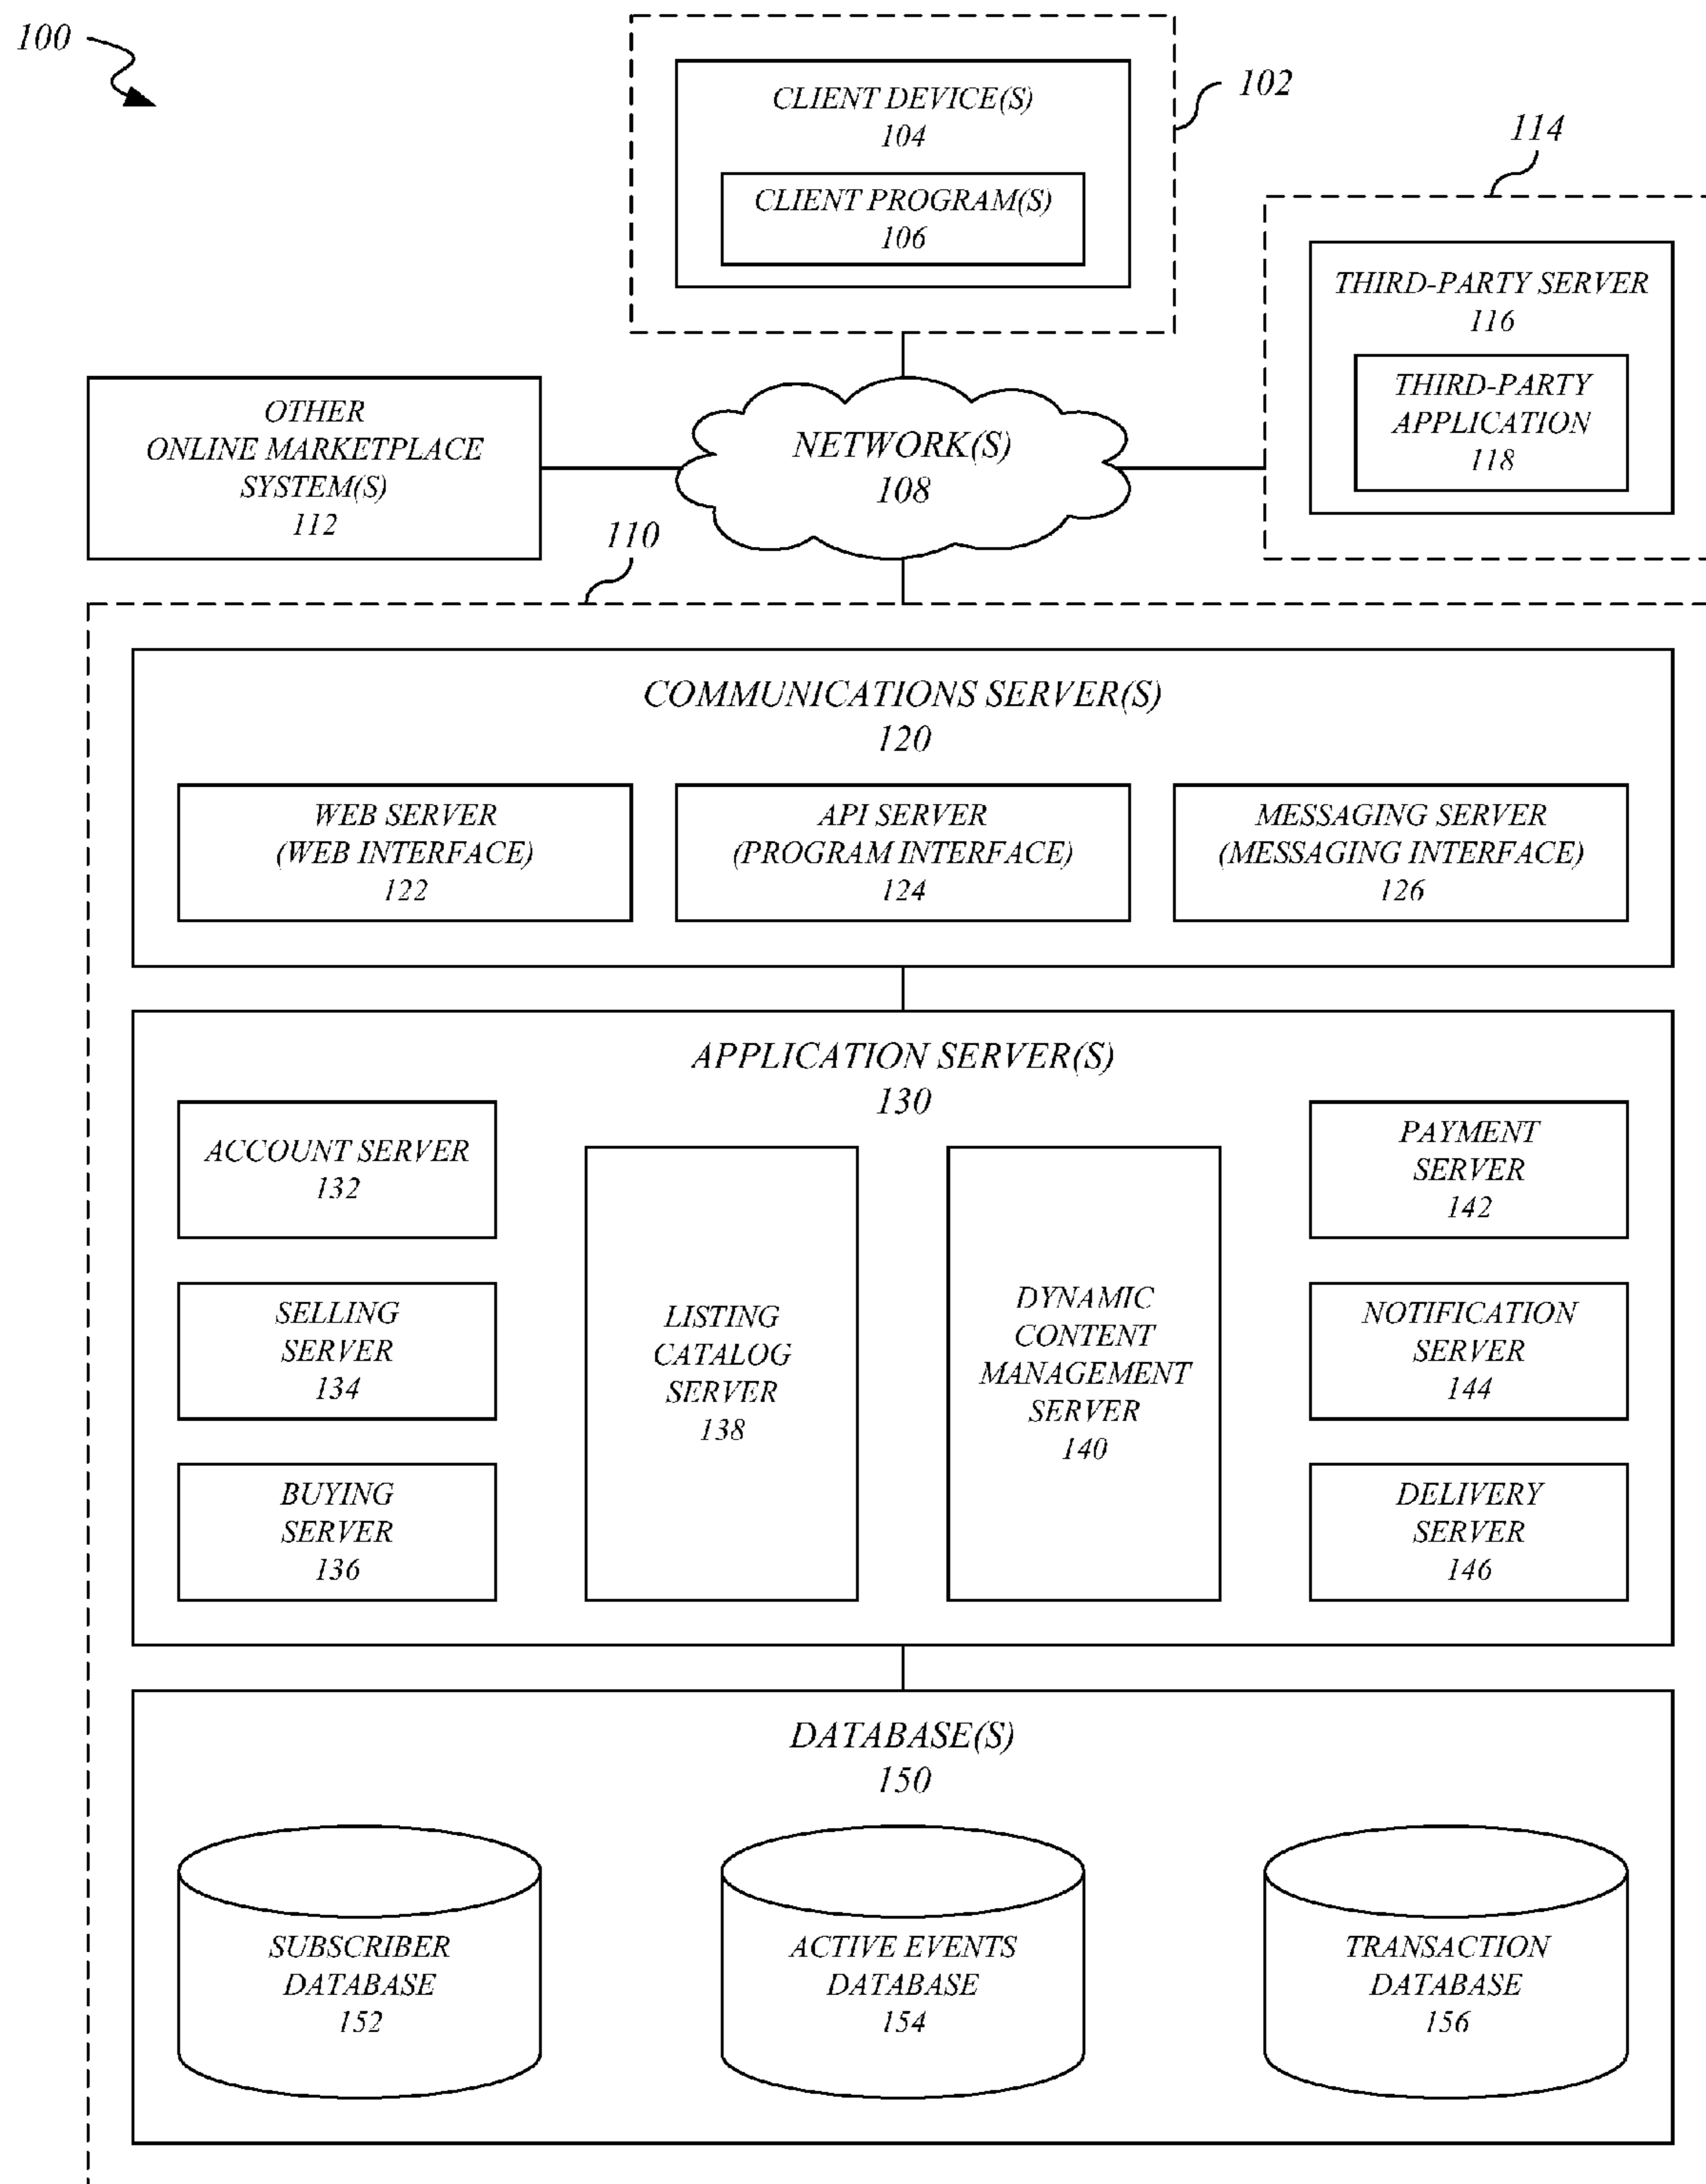 100
102
CLIENT DEVICE(S)
104
CLIENT PROGRAM(S)
106
114
THIRD-PARTY SERVER
116
THIRD-PARTY
APPLICATION
118
OTHER
ONLINE MARKETPLACE
SYSTEM(S)
112
NETWORK(S)
108
110
COMMUNICATIONS SERVER(S)
120
WEB SERVER
(WEB INTERFACE)
122
API SERVER
(PROGRAM INTERFACE)
124
MESSAGING SERVER
(MESSAGING INTERFACE)
126
APPLICATION SERVER(S)
130
ACCOUNT SERVER
132
SELLING
SERVER
134
BUYING
SERVER
136
LISTING
CATALOG
SERVER
138
DYNAMIC
CONTENT
MANAGEMENT
SERVER
140
PAYMENT
SERVER
142
NOTIFICATION
SERVER
144
DELIVERY
SERVER
146
DATABASE(S)
150
SUBSCRIBER
DATABASE
152
ACTIVE EVENTS
DATABASE
154
TRANSACTION
DATABASE
156